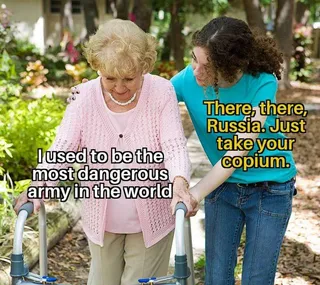 I used to be the
most dangerous
army in the world
There, there,
Russia. Just
take your
copium.